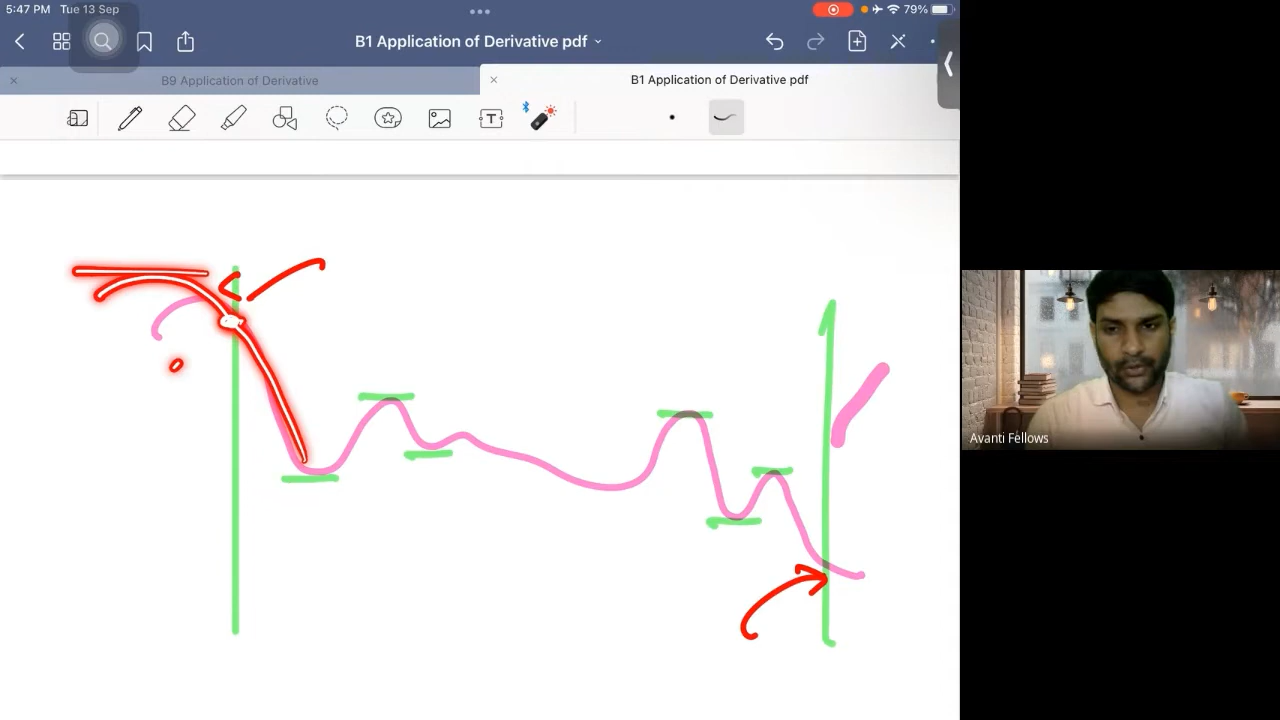 5:47 PM Tue 13 Sep
79%
B1 Application of Derivative pdf
B9 Application of Derivative
B1 Application of Derivative pdf
T
Avanti Fellows